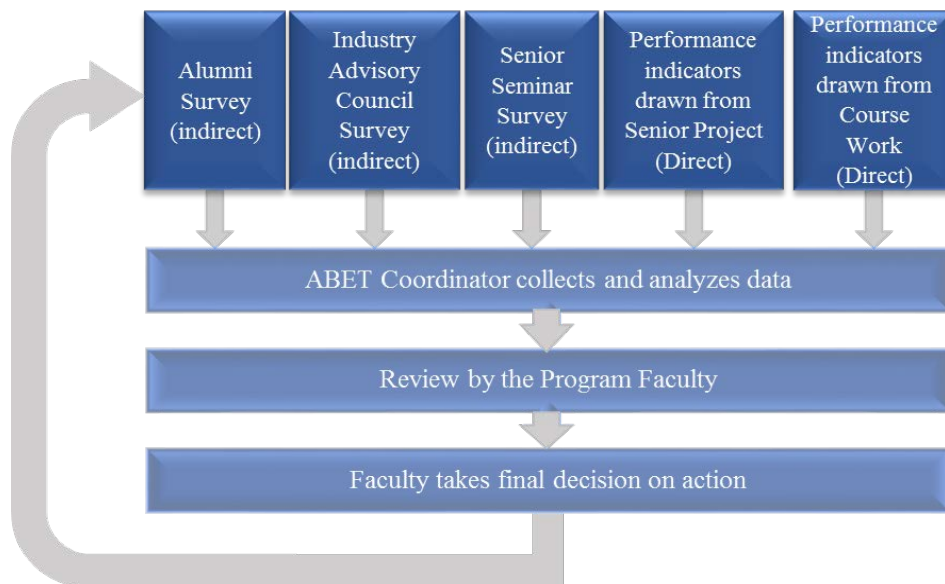 Alumni
Survey
(indirect)
Industry
Advisory
Council
Survey
(indirect)
Senior
Seminar
Survey
(indirect)
Performance
indicators
drawn from
Senior Project
(Direct)
Performance
indicators
drawn from
Course
Work
(Direct)
ABET Coordinator collects and analyzes data
Review by the Program Faculty
Faculty takes final decision on action